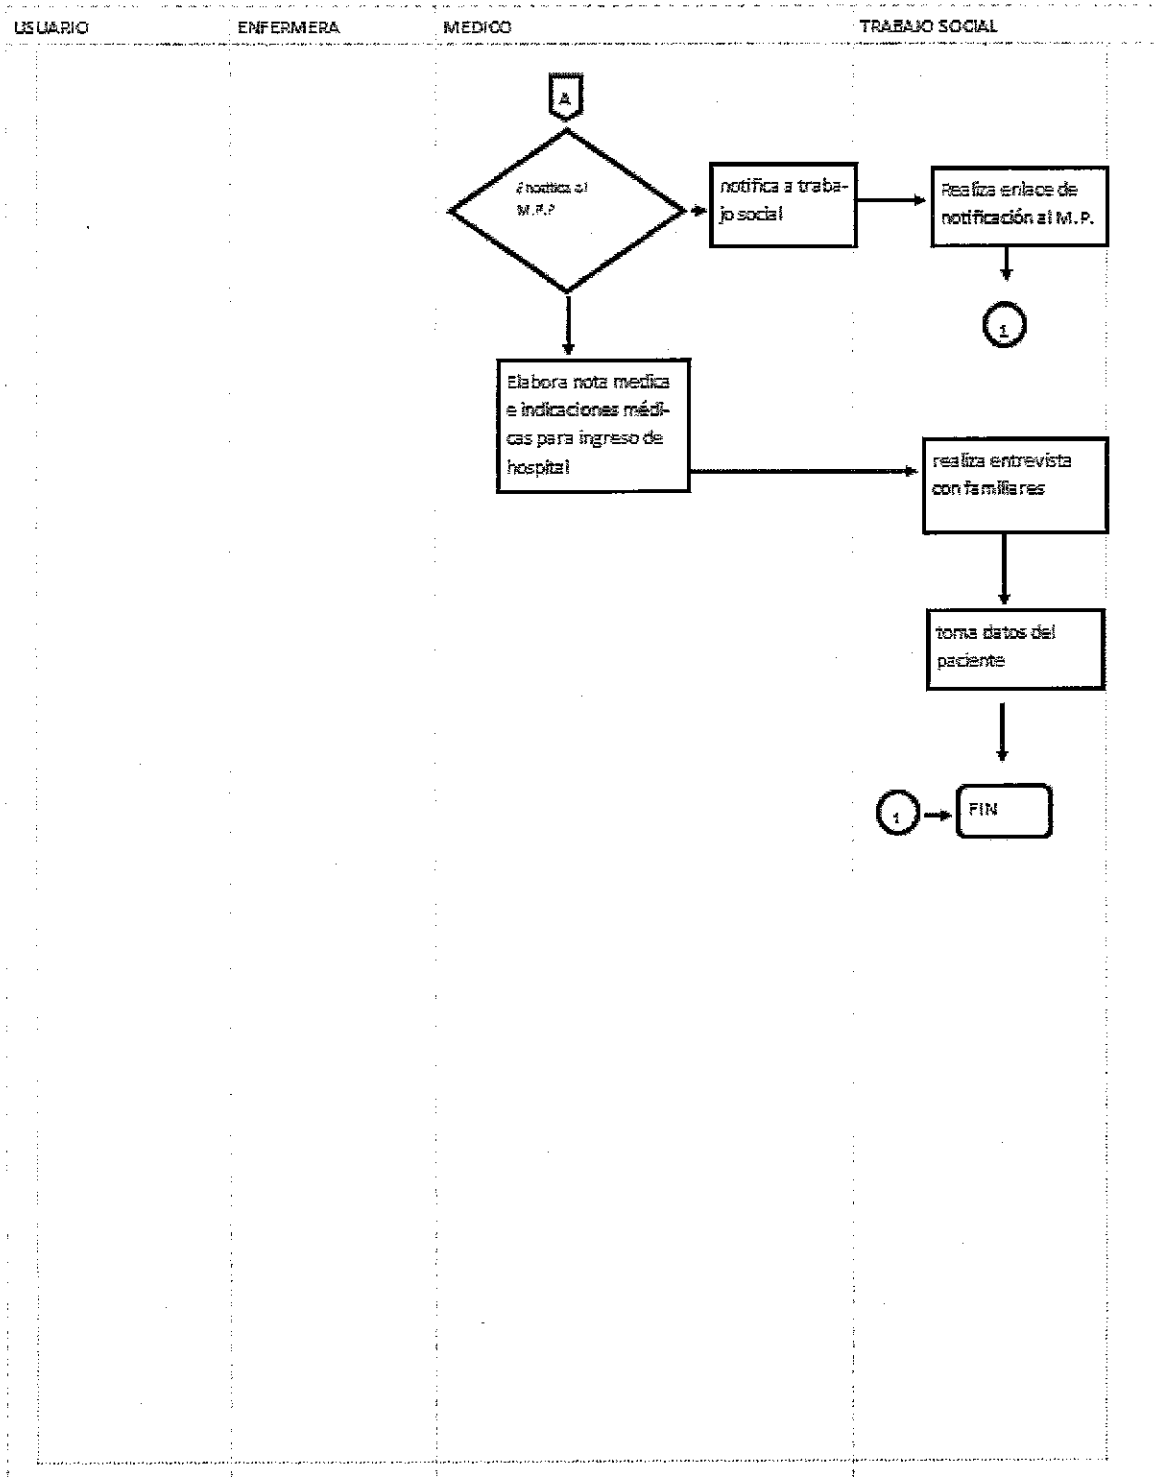 USUARIO
ENFERMERA
MEDICO
TRABAJO SOCIAL
A
¿notifica al
M.P.?
notifica a traba-
jo social
Realiza enlace de
notificación al M.P.
1
Elabora nota medica
e indicaciones médi-
cas para ingreso de
hospital
realiza entrevista
con familiares
toma datos del
paciente
1
FIN